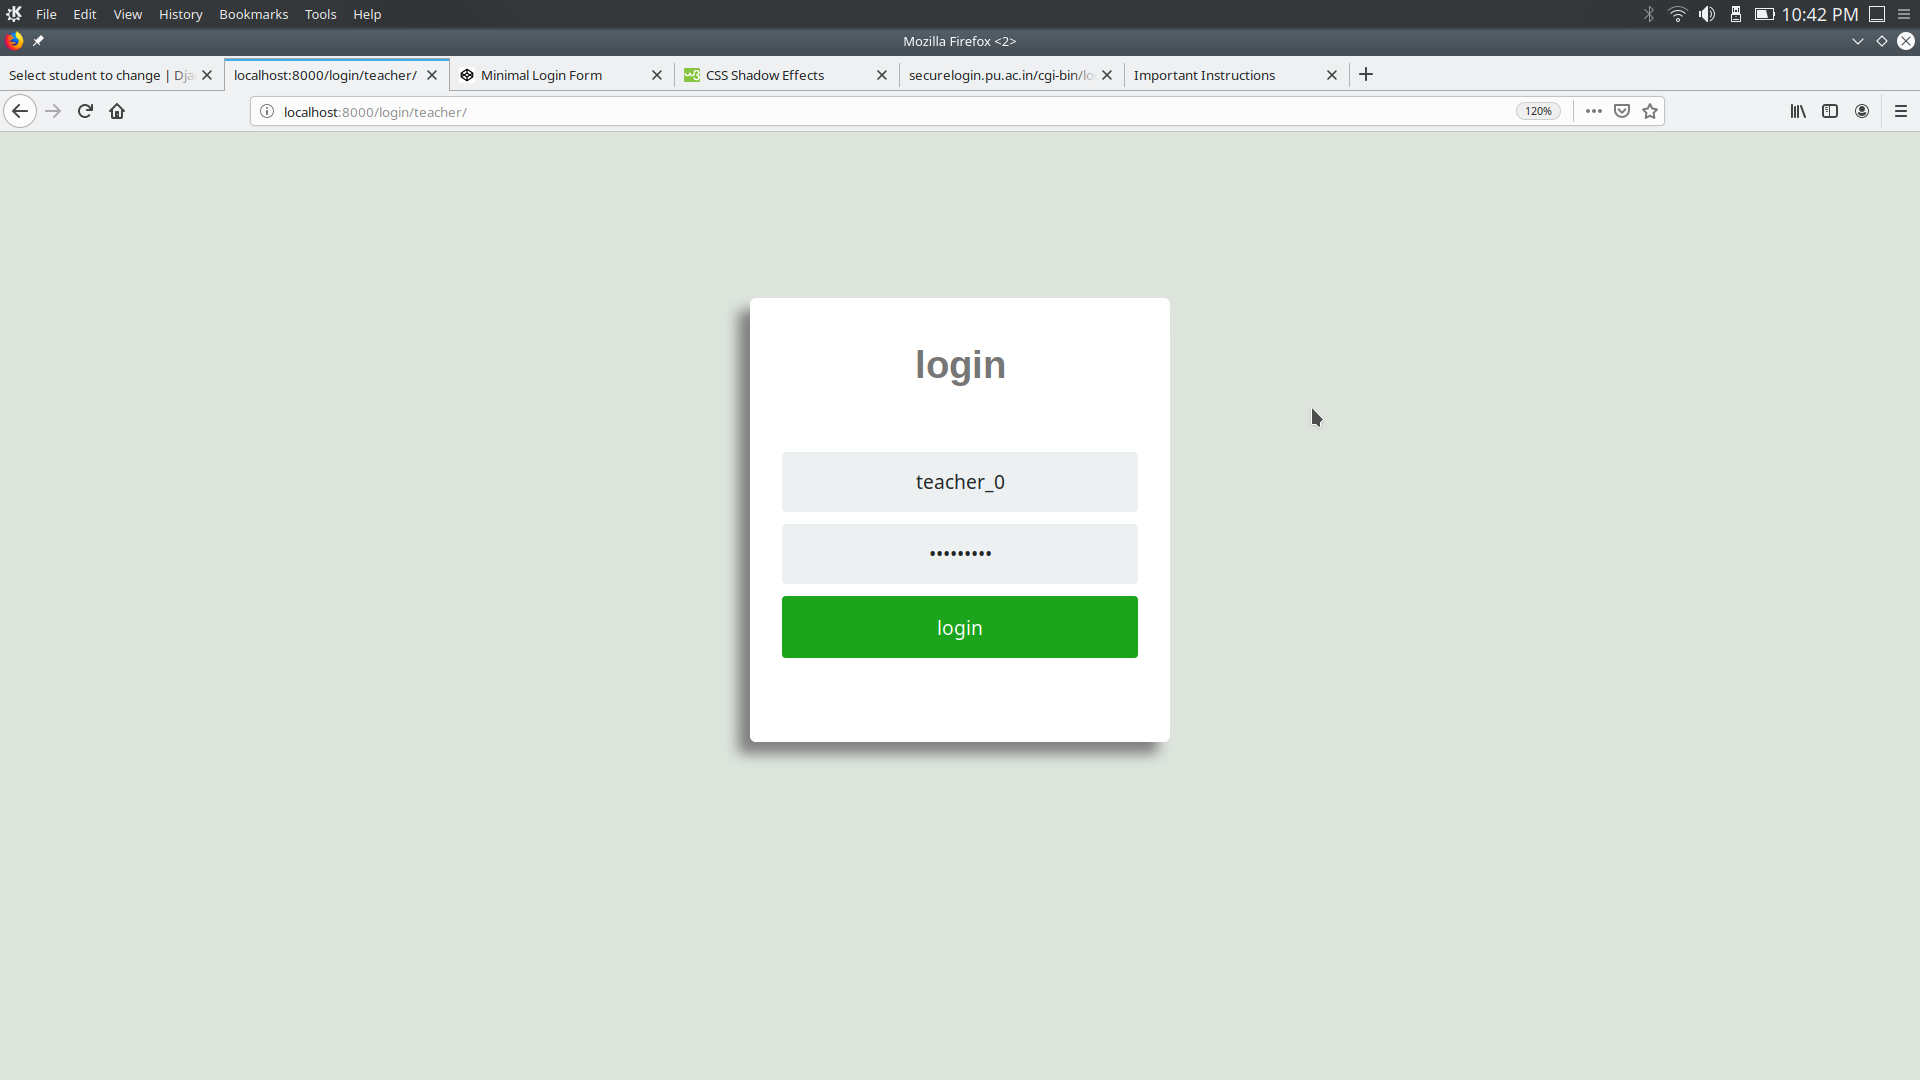 File Edit View History Bookmarks Tools Help 10:42 PM
Mozilla Firefox <2>
Select student to change | Dja localhost:8000/login/teacher/ Minimal Login Form CSS Shadow Effects securelogin.pu.ac.in/cgi-bin/lo Important Instructions
localhost:8000/login/teacher/ 120%
login
teacher_0
•••••••••
login